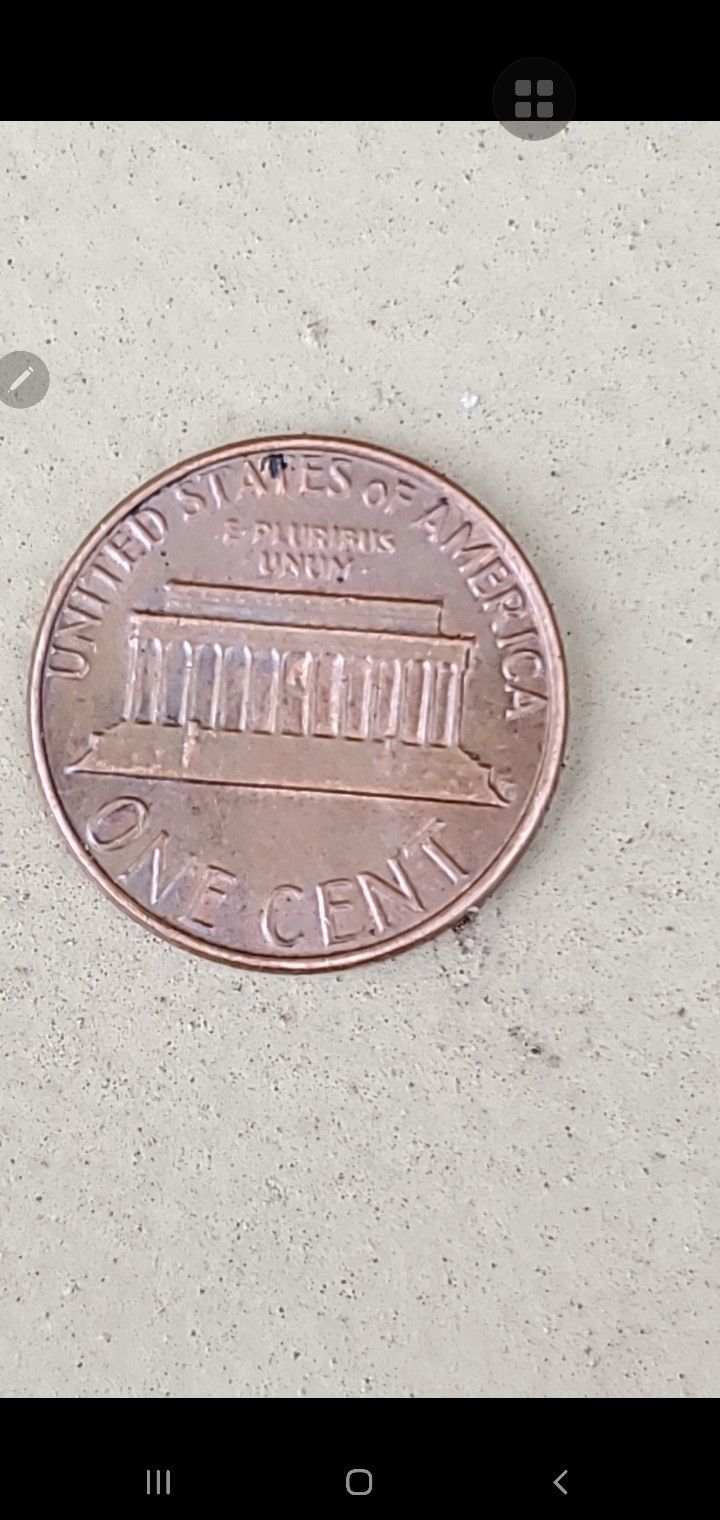 UNITED STATES OF AMERICA
E·PLURIBUS
UNUM
ONE CENT